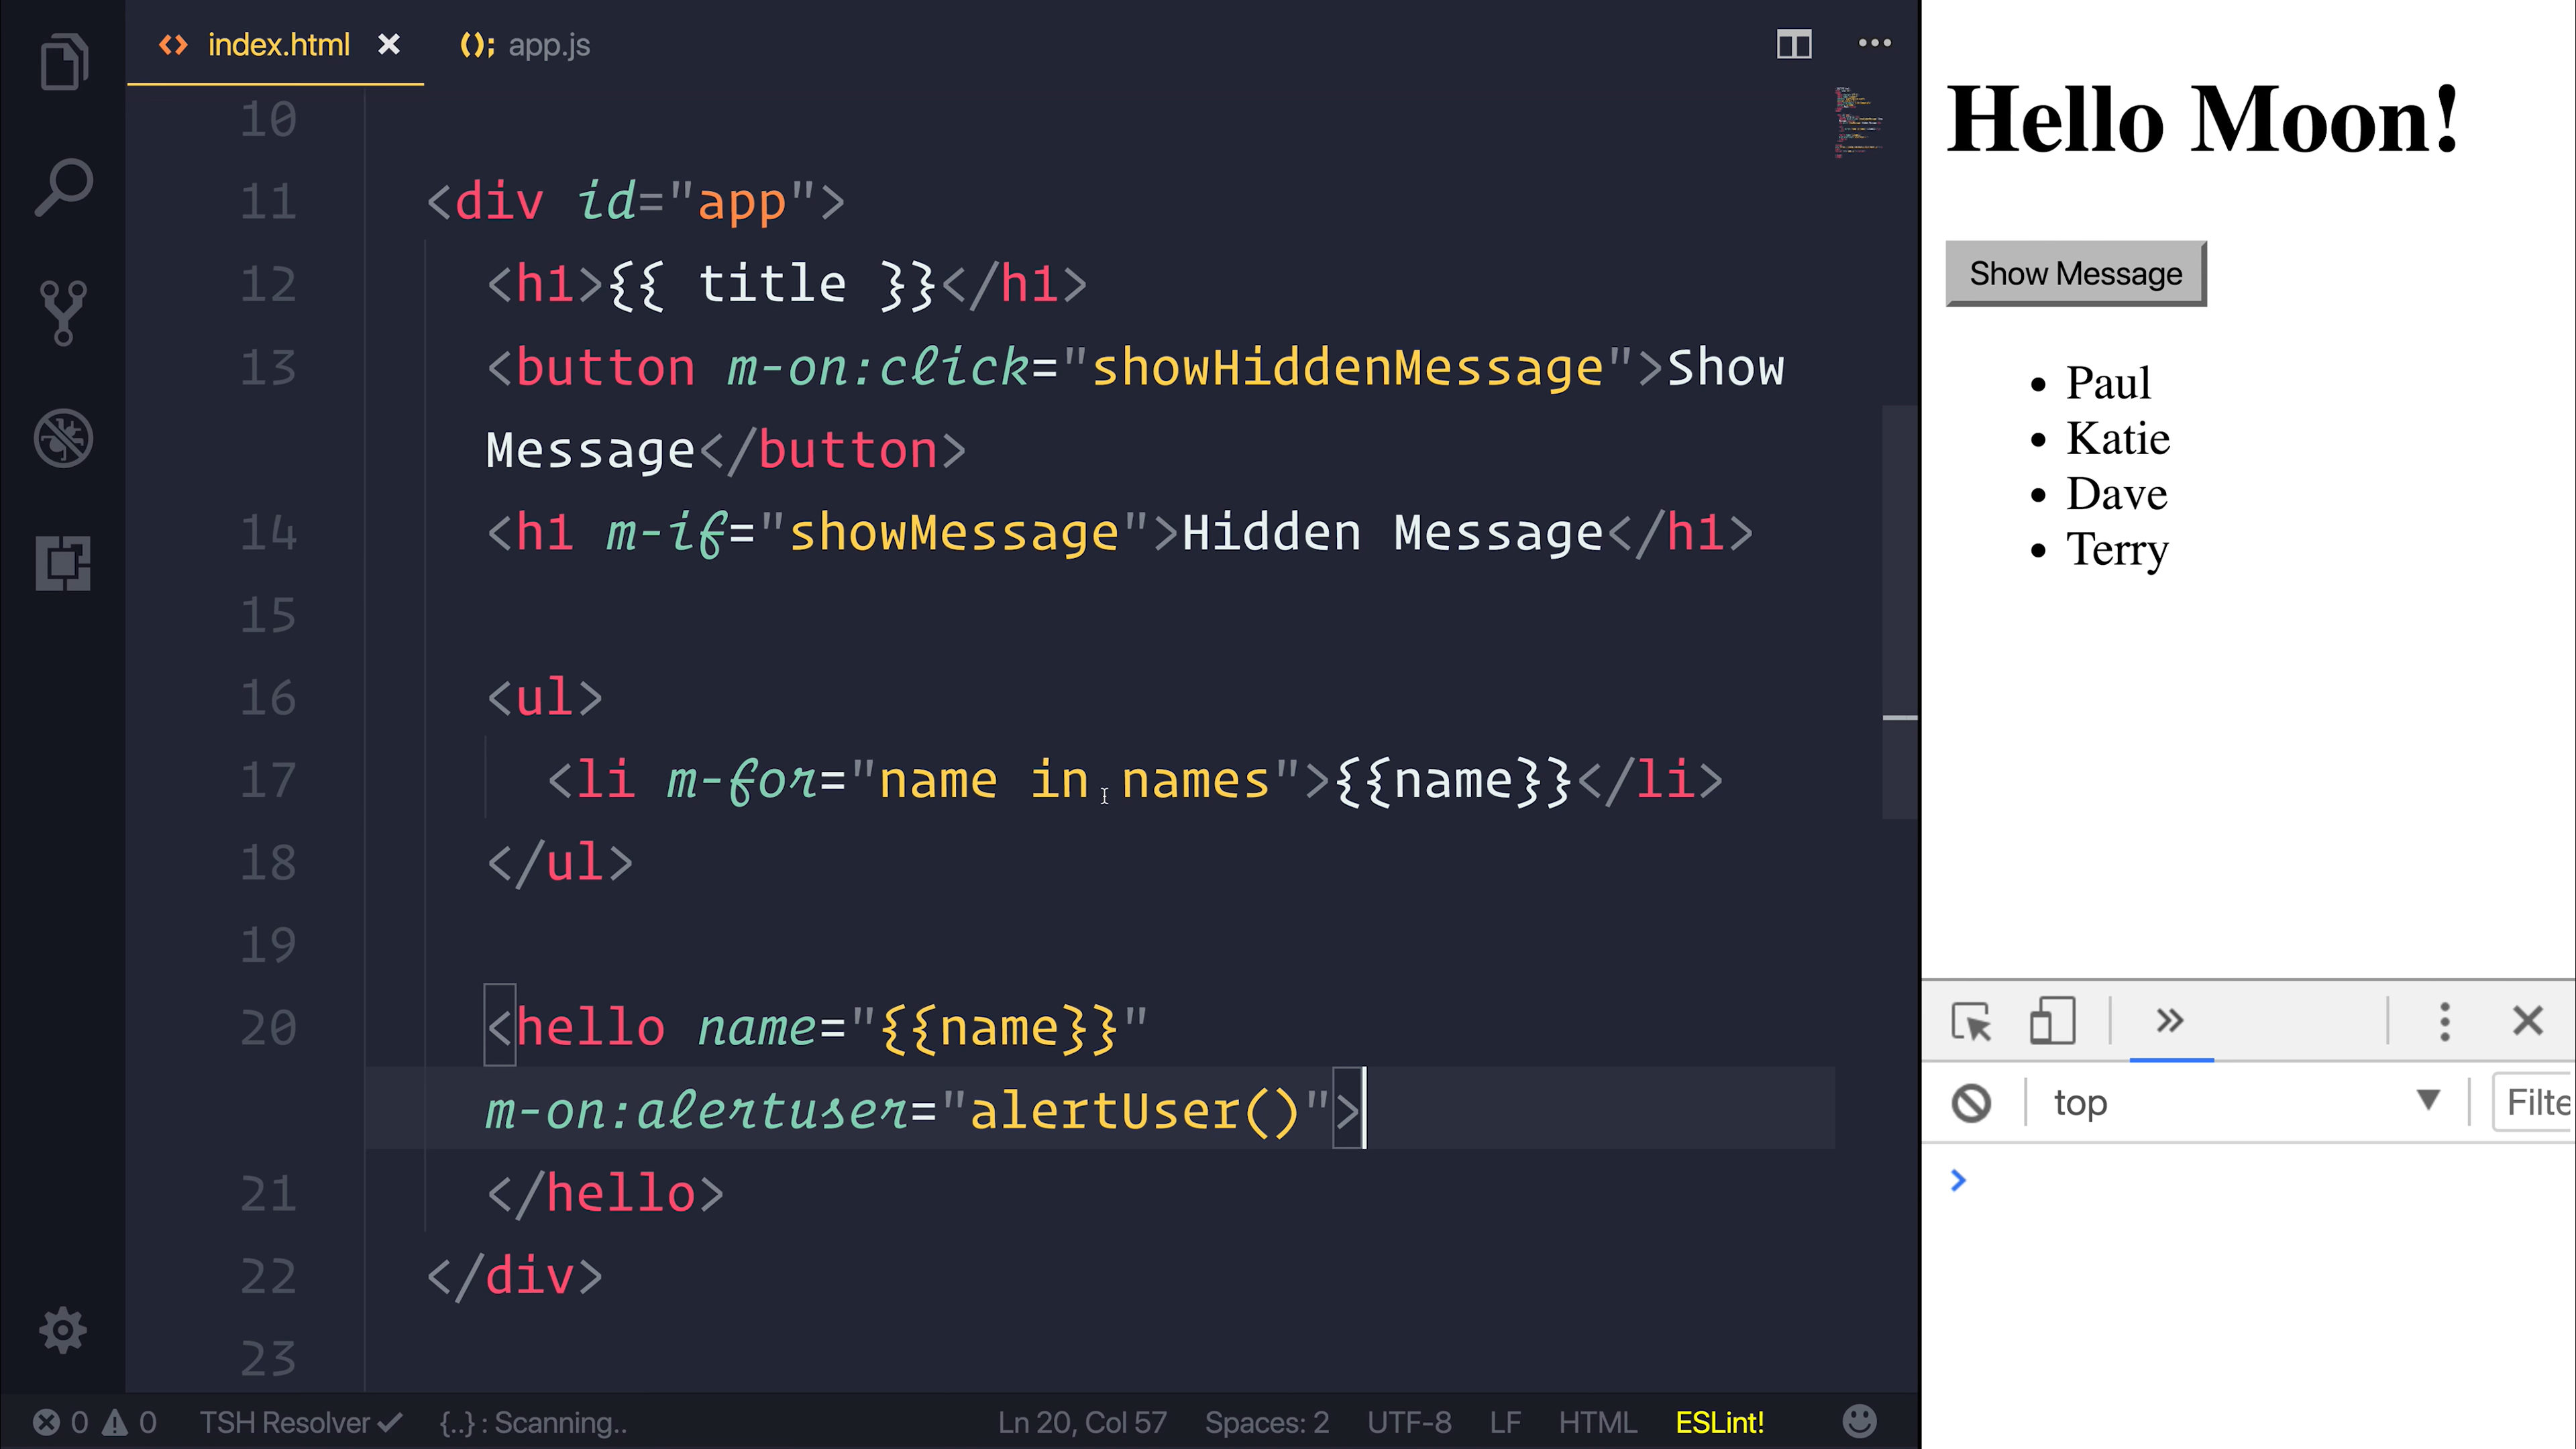 index.html
(); app.js
10
11 <div id="app">
12 <h1>{{ title }}</h1>
13 <button m-on:click="showHiddenMessage">Show
Message</button>
14 <h1 m-if="showMessage">Hidden Message</h1>
15
16 <ul>
17 <li m-for="name in names">{{name}}</li>
18 </ul>
19
20 <hello name="{{name}}"
m-on:alertuser="alertUser()">
21 </hello>
22 </div>
23
0 0 TSH Resolver {..} : Scanning.. Ln 20, Col 57 Spaces: 2 UTF-8 LF HTML ESLint!
Hello Moon!
Show Message
• Paul
• Katie
• Dave
• Terry
top Filte